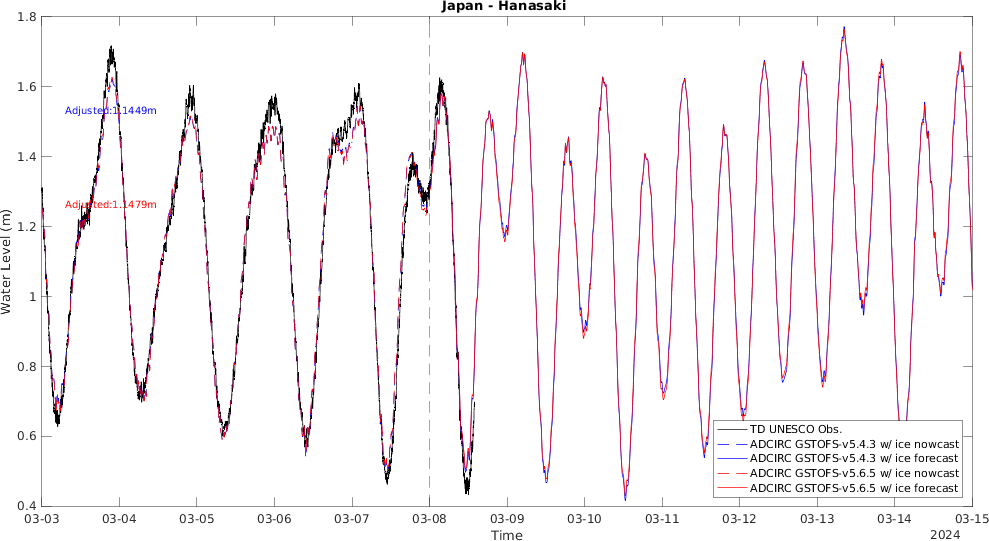 Japan - Hanasaki
1.8
1.6
1.4
1.2
1
0.8
0.6
0.4
Water Level (m)
Adjusted:1.1449m
Adjusted:1.1479m
TD UNESCO Obs.
ADCIRC GSTOFS-v5.4.3 w/ ice nowcast
ADCIRC GSTOFS-v5.4.3 w/ ice forecast
ADCIRC GSTOFS-v5.6.5 w/ ice nowcast
ADCIRC GSTOFS-v5.6.5 w/ ice forecast
03-03 03-04 03-05 03-06 03-07 03-08 03-09 03-10 03-11 03-12 03-13 03-14 03-15
Time
2024